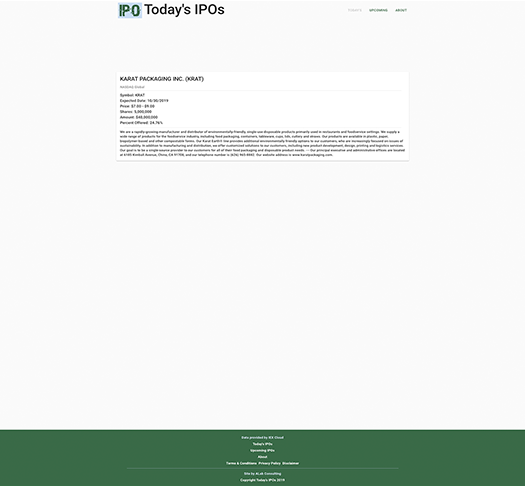 IPO Today's IPOs
TODAY'S UPCOMING ABOUT
KARAT PACKAGING INC. (KRAT)
NASDAQ Global
Symbol: KRAT
Expected Date: 10/30/2019
Price: $7.00 - $9.00
Shares: 5,000,000
Amount: $40,000,000
Percent Offered: 24.76%
We are a rapidly-growing manufacturer and distributor of environmentally-friendly, single-use disposable products primarily used in restaurants and foodservice settings. We supply a
wide range of products for the foodservice industry, including food packaging, containers, tableware, cups, lids, cutlery and straws. Our products are available in plastic, paper,
biopolymer-based and other compostable forms. Our Karat Earth® line provides additional environmentally friendly options to our customers, who are increasingly focused on issues of
sustainability. In addition to manufacturing and distribution, we offer customized solutions to our customers, including new product development, design, printing and logistics services.
Our goal is to be a single-source provider to our customers for all of their food packaging and disposable product needs. --- Our principal executive and administrative offices are located
at 6185 Kimball Avenue, Chino, CA 91708, and our telephone number is (626) 965-8882. Our website address is www.karatpackaging.com.
Data provided by IEX Cloud
Today's IPOs
Upcoming IPOs
About
Terms & Conditions Privacy Policy Disclaimer
Site by ALab Consulting
Copyright Today's IPOs 2019